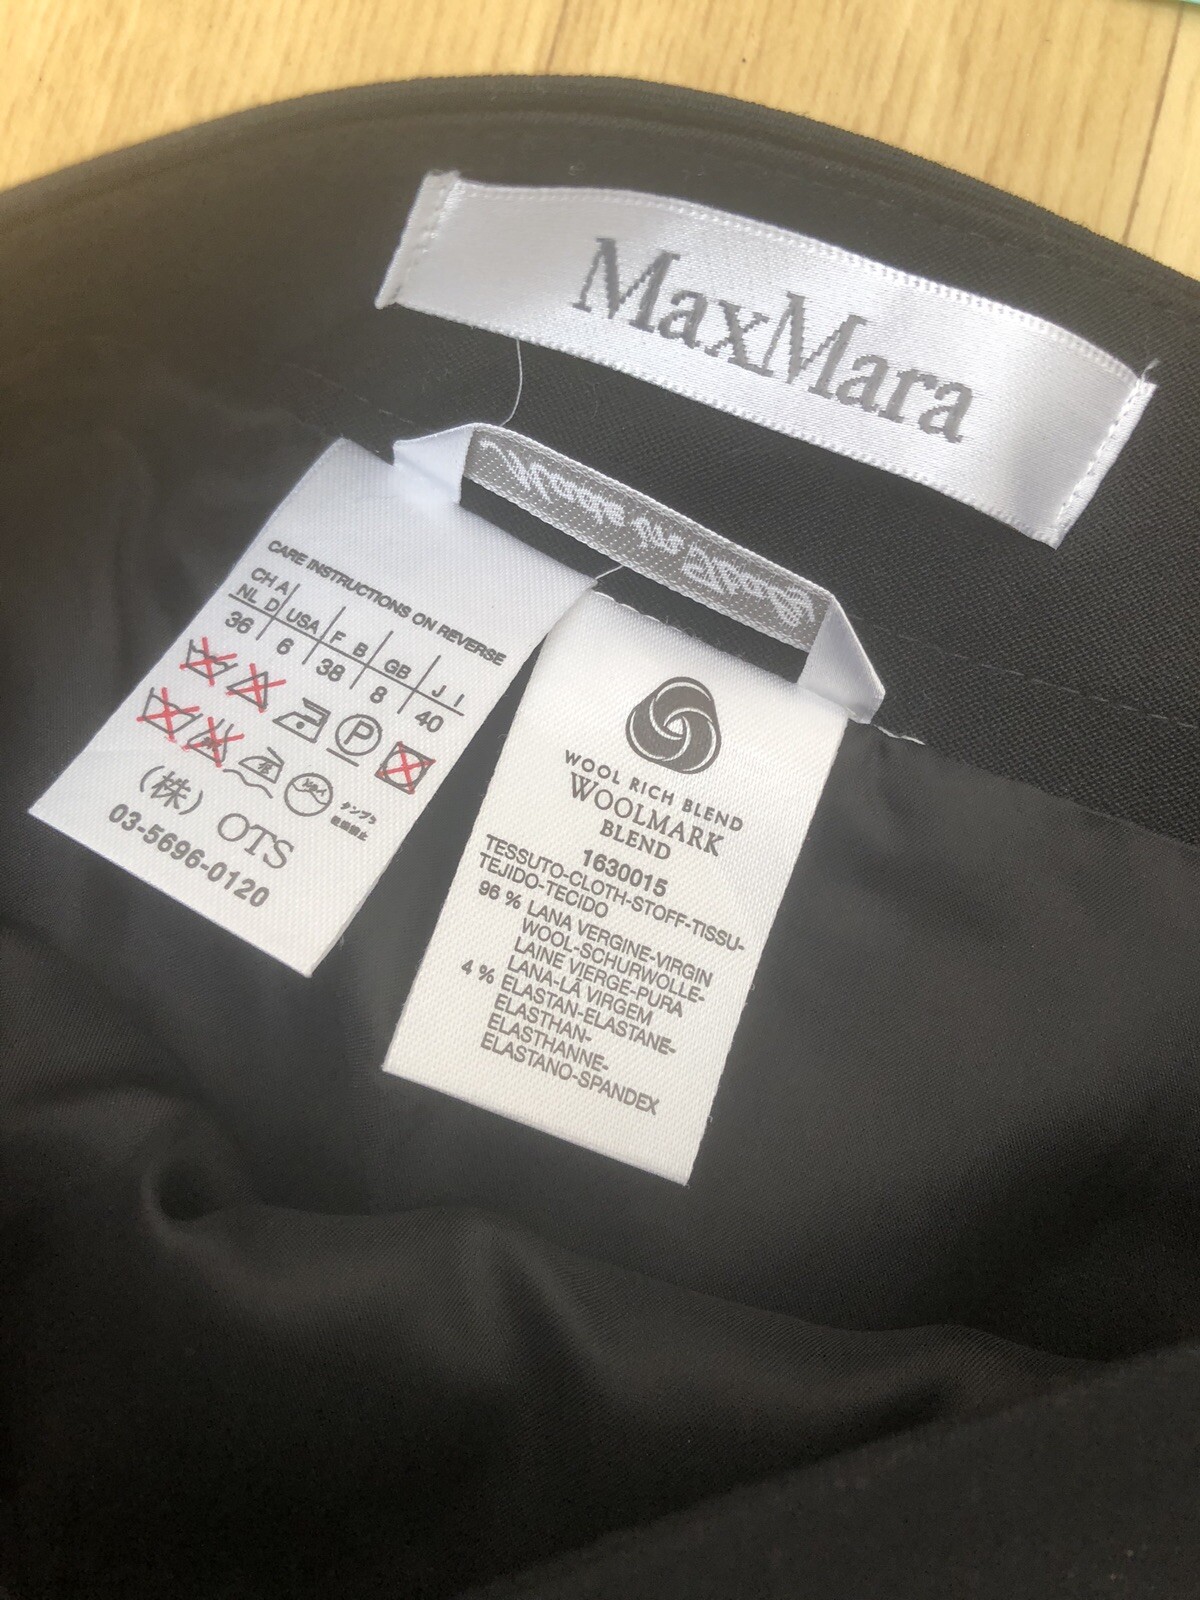 MaxMara
CARE INSTRUCTIONS ON REVERSE
CH A USA F B GB J I
NL D
36 6 38 8 40
P
(株) OTS
03-5696-0120
WOOL RICH BLEND
WOOLMARK
BLEND
1630015
TESSUTO-CLOTH-STOFF-TISSU-
TEJIDO-TECIDO
96 % LANA VERGINE-VIRGIN
WOOL-SCHURWOLLE-
LAINE VIERGE-PURA
LANA-LÃ VIRGEM
4 % ELASTAN-ELASTANE-
ELASTHAN-
ELASTHANNE-
ELASTANO-SPANDEX